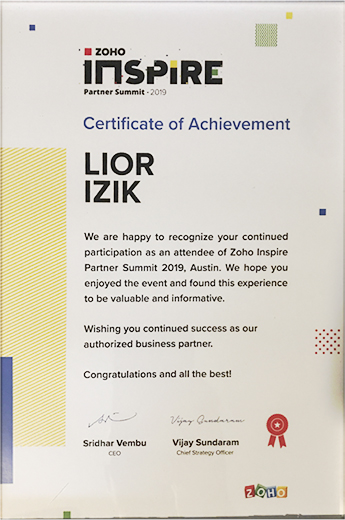 ZOHO
INSPIRE
Partner Summit - 2019
Certificate of Achievement
LIOR
IZIK
We are happy to recognize your continued
participation as an attendee of Zoho Inspire
Partner Summit 2019, Austin. We hope you
enjoyed the event and found this experience
to be valuable and informative.
Wishing you continued success as our
authorized business partner.
Congratulations and all the best!
Vijay Sundaram
Sridhar Vembu Vijay Sundaram
CEO Chief Strategy Officer
ZOHO